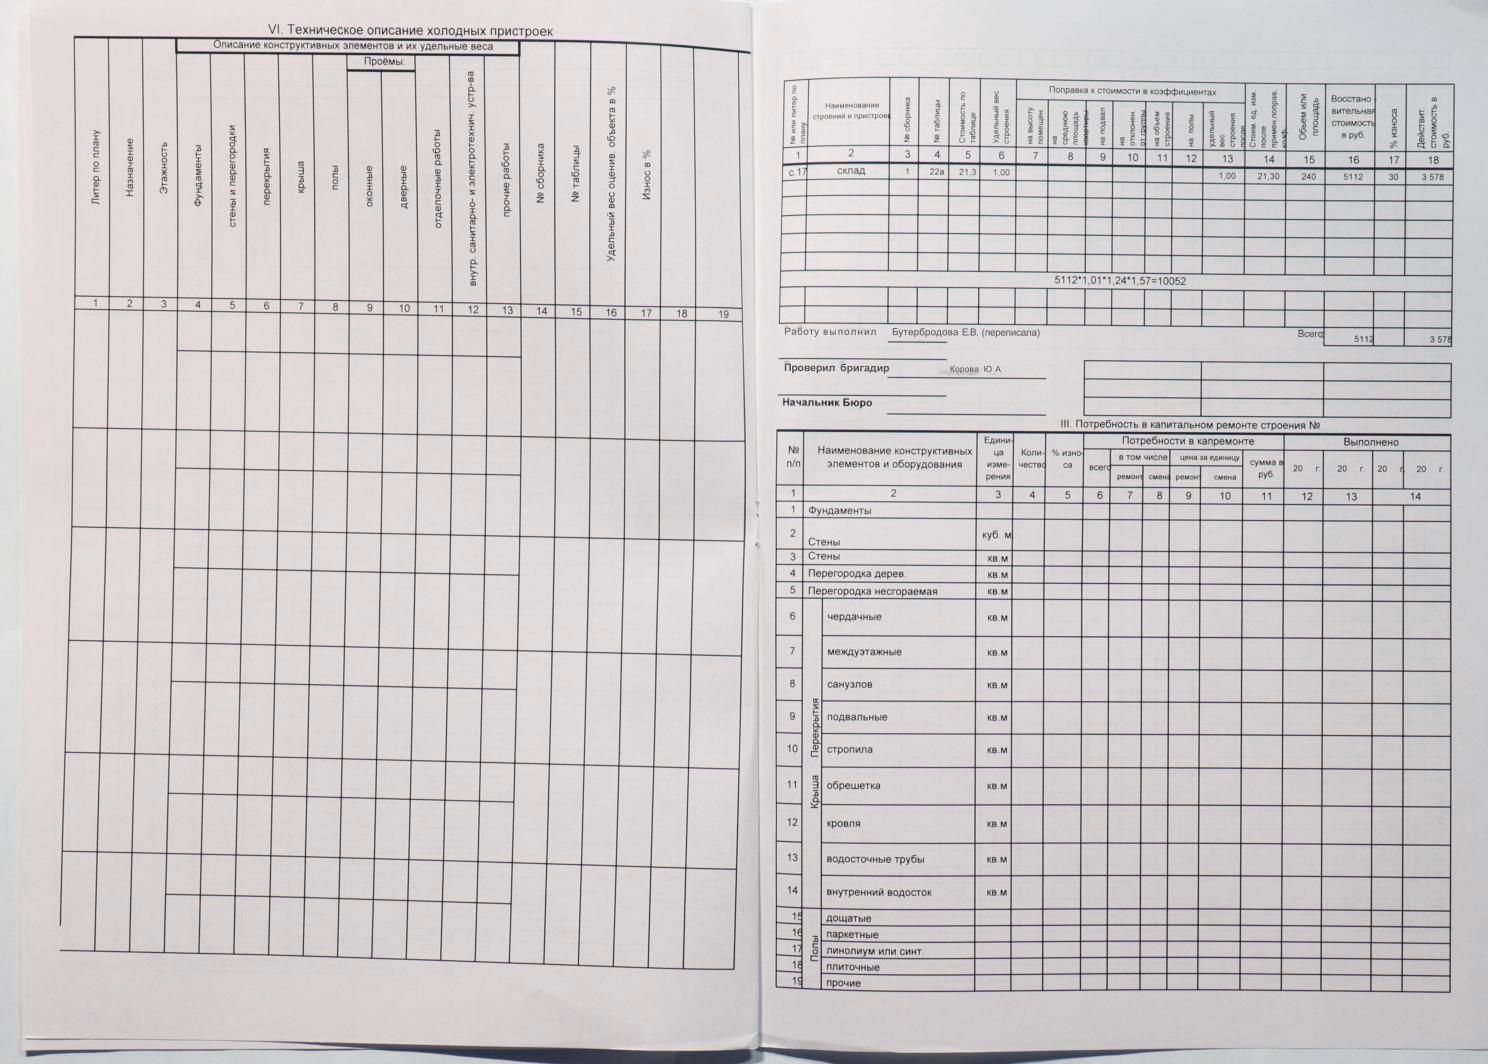 VI. Техническое описание холодных пристроек
Описание конструктивных элементов и их удельные веса
Проёмы:
Литер по плану
Назначение
Этажность
Фундаменты
стены и перегородки
перекрытия
крыша
полы
оконные
дверные
отделочные работы
внутр. санитарно- и электротехнич. устр-ва
прочие работы
№ сборника
№ таблицы
Удельный вес оценив. объекта в %
Износ в %
1 2 3 4 5 6 7 8 9 10 11 12 13 14 15 16 17 18 19
№ или литер по плану
Наименование строений и пристроек
№ сборника
№ таблицы
Стоимость по таблице
Удельный вес строения
Поправка к стоимости в коэффициентах
на высоту помещен.
на среднюю площадь квартиры
на подвал
на отклонен. от группы
на объем строения
на полы
удельный вес строения после
Стоим. ед. изм. после примен.поправ. коэф.
Объем или площадь
Восстано вительная стоимость в руб.
% износа
Действит. стоимость в руб.
1 2 3 4 5 6 7 8 9 10 11 12 13 14 15 16 17 18
с.17 склад 1 22в 21,3 1,00 1,00 21,30 240 5112 30 3 578
5112*1,01*1,24*1,57=10052
Работу выполнил Бутербродова Е.В. (переписала) Всего 5112 3 578
Проверил бригадир Корова Ю А
Начальник Бюро
III. Потребность в капитальном ремонте строения №
№ п/п
Наименование конструктивных элементов и оборудования
Едини- ца изме- рения
Коли- чество
% изно- са
Потребности в капремонте
всего
в том числе
ремонт смена
цена за единицу
ремонт смена
сумма в руб.
Выполнено
20 г. 20 г. 20 г. 20 г.
1 2 3 4 5 6 7 8 9 10 11 12 13 14
1 Фундаменты
2 Стены куб. м.
3 Стены кв.м
4 Перегородка дерев. кв.м
5 Перегородка несгораемая кв.м
Перекрытия
6 чердачные кв.м
7 междуэтажные кв.м
8 санузлов кв.м
9 подвальные кв.м
Крыша
10 стропила кв.м
11 обрешетка кв.м
12 кровля кв.м
13 водосточные трубы кв.м
14 внутренний водосток кв.м
Полы
15 дощатые
16 паркетные
17 линолиум или синт.
18 плиточные
19 прочие